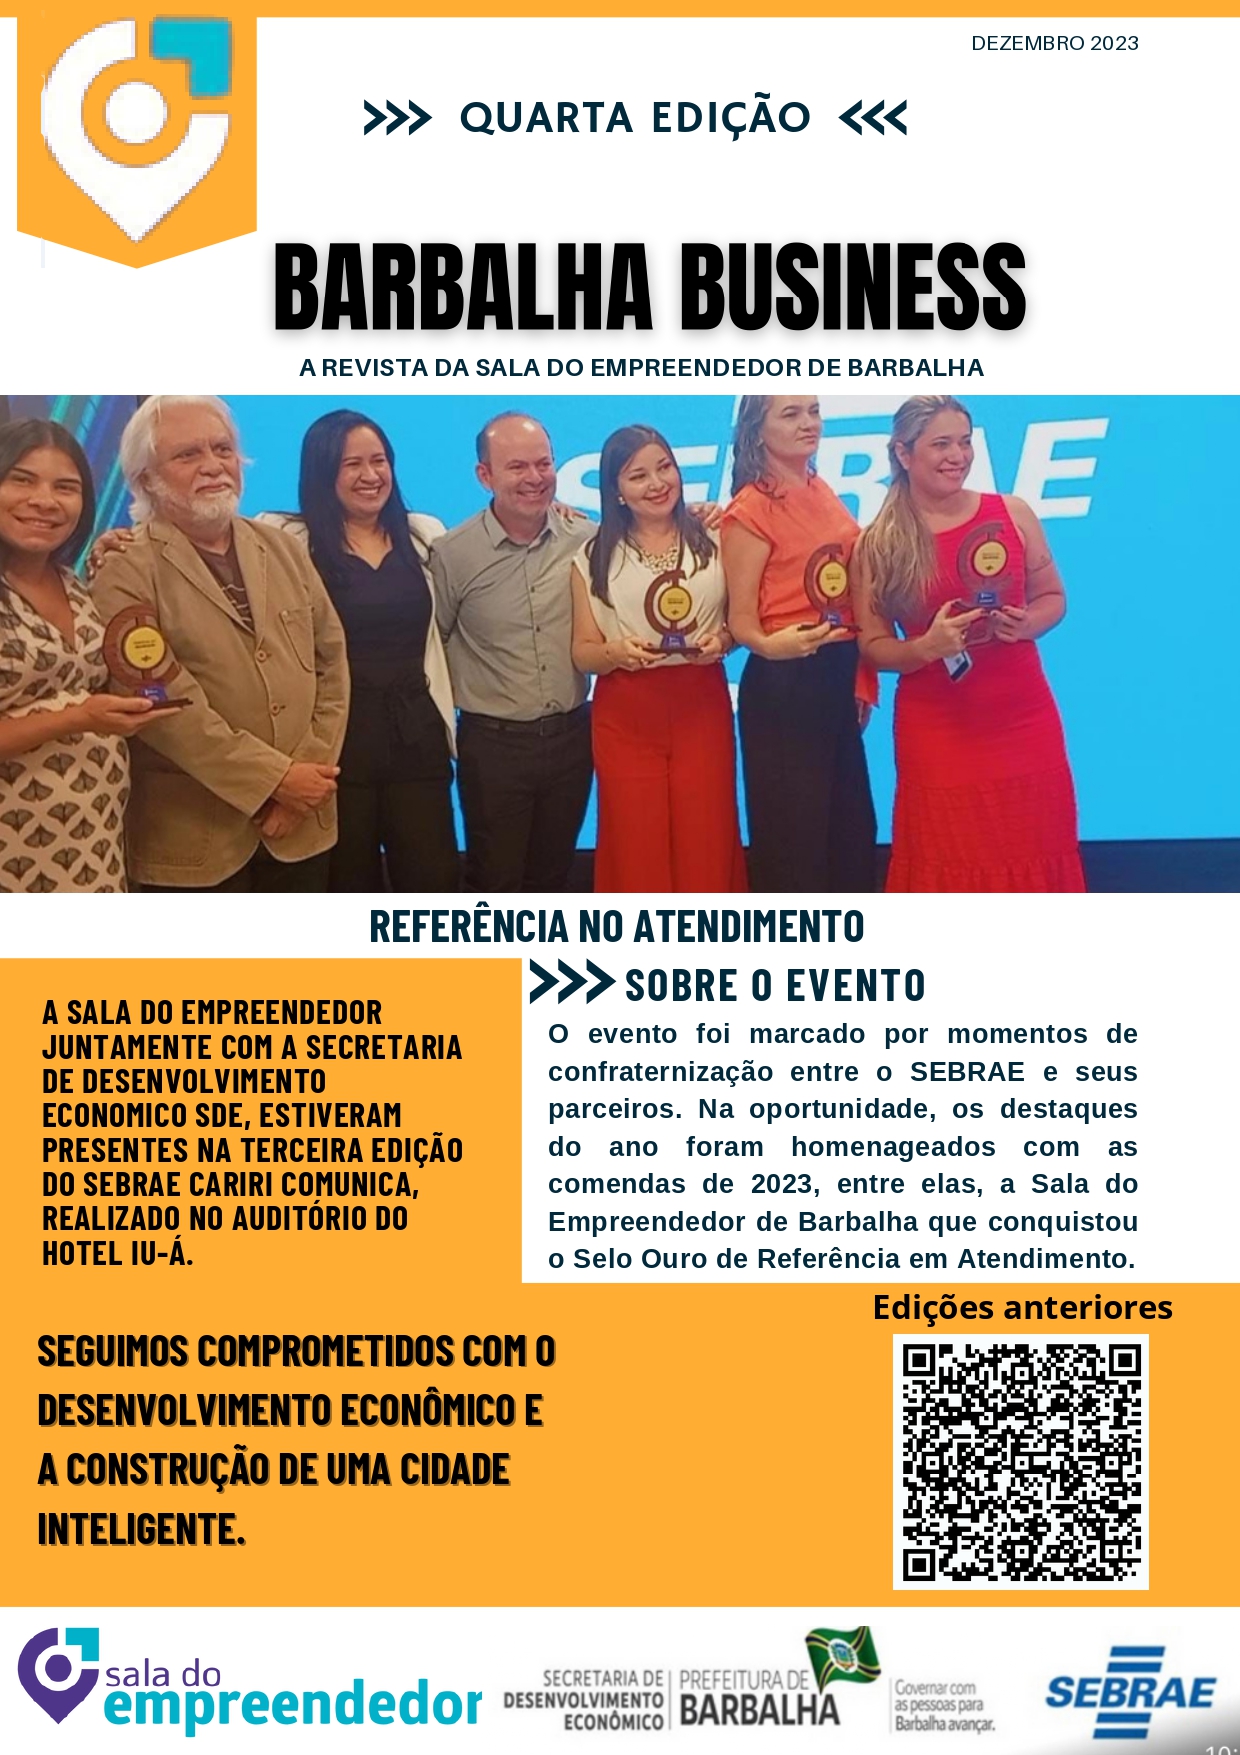 DEZEMBRO 2023
QUARTA EDIÇÃO
BARBALHA BUSINESS
A REVISTA DA SALA DO EMPREENDEDOR DE BARBALHA
SEBRAE
REFERÊNCIA NO ATENDIMENTO
A SALA DO EMPREENDEDOR
JUNTAMENTE COM A SECRETARIA
DE DESENVOLVIMENTO
ECONOMICO SDE, ESTIVERAM
PRESENTES NA TERCEIRA EDIÇÃO
DO SEBRAE CARIRI COMUNICA,
REALIZADO NO AUDITÓRIO DO
HOTEL IU-Á.
SOBRE O EVENTO
O evento foi marcado por momentos de
confraternização entre o SEBRAE e seus
parceiros. Na oportunidade, os destaques
do ano foram homenageados com as
comendas de 2023, entre elas, a Sala do
Empreendedor de Barbalha que conquistou
o Selo Ouro de Referência em Atendimento.
SEGUIMOS COMPROMETIDOS COM O
DESENVOLVIMENTO ECONÔMICO E
A CONSTRUÇÃO DE UMA CIDADE
INTELIGENTE.
Edições anteriores
sala do
empreendedor
SECRETARIA DE
DESENVOLVIMENTO
ECONÔMICO
PREFEITURA DE
BARBALHA
Governar com
as pessoas para
Barbalha avançar.
SEBRAE